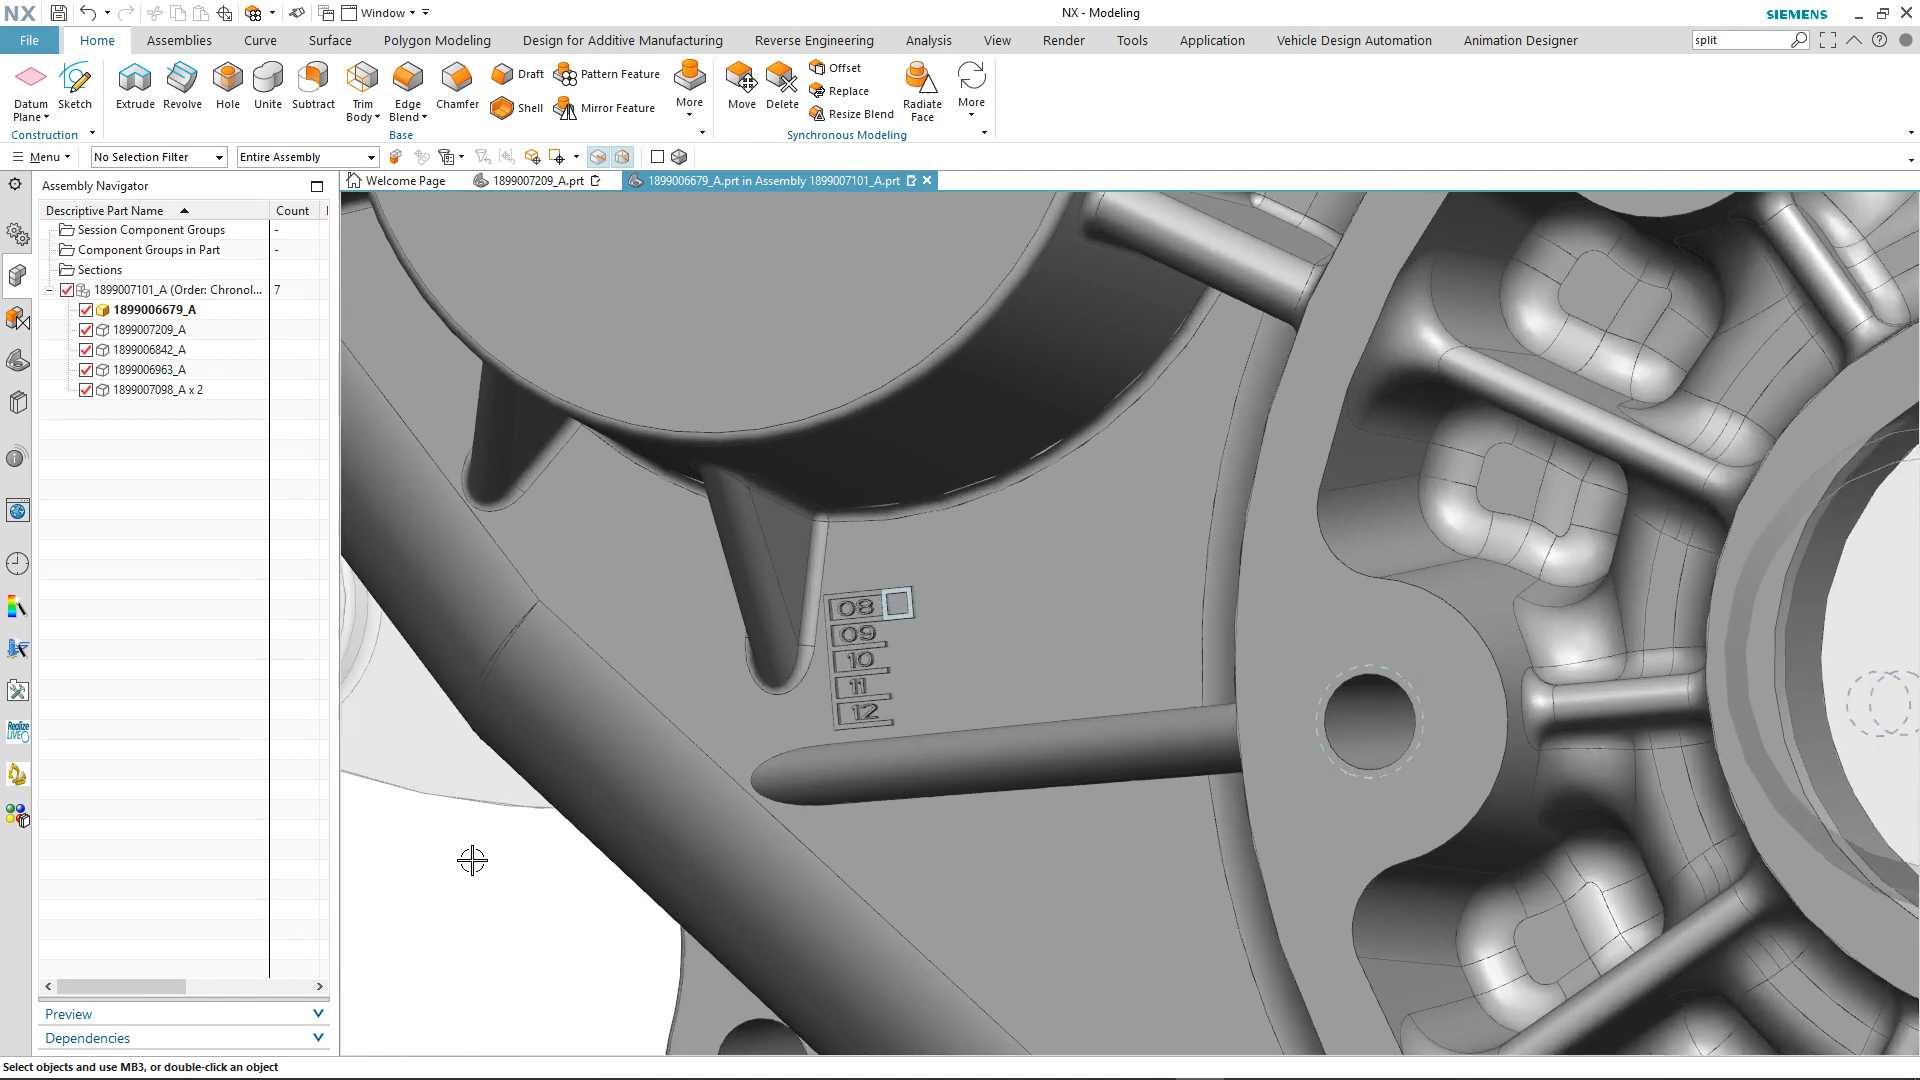 NX
Window
NX - Modeling
SIEMENS
File
Home
Assemblies
Curve
Surface
Polygon Modeling
Design for Additive Manufacturing
Reverse Engineering
Analysis
View
Render
Tools
Application
Vehicle Design Automation
Animation Designer
split
Datum Plane
Sketch
Extrude
Revolve
Hole
Unite
Subtract
Trim Body
Edge Blend
Chamfer
Draft
Shell
Pattern Feature
Mirror Feature
More
Move
Delete
Offset
Replace
Resize Blend
Radiate Face
More
Construction
Base
Synchronous Modeling
Menu
No Selection Filter
Entire Assembly
Assembly Navigator
Welcome Page
1899007209_A.prt
1899006679_A.prt in Assembly 1899007101_A.prt
Descriptive Part Name
Count
Session Component Groups
-
Component Groups in Part
-
Sections
1899007101_A (Order: Chronol...
7
1899006679_A
1899007209_A
1899006842_A
1899006963_A
1899007098_A x 2
08
09
10
11
12
Realize
LIVE
Preview
Dependencies
Select objects and use MB3, or double-click an object